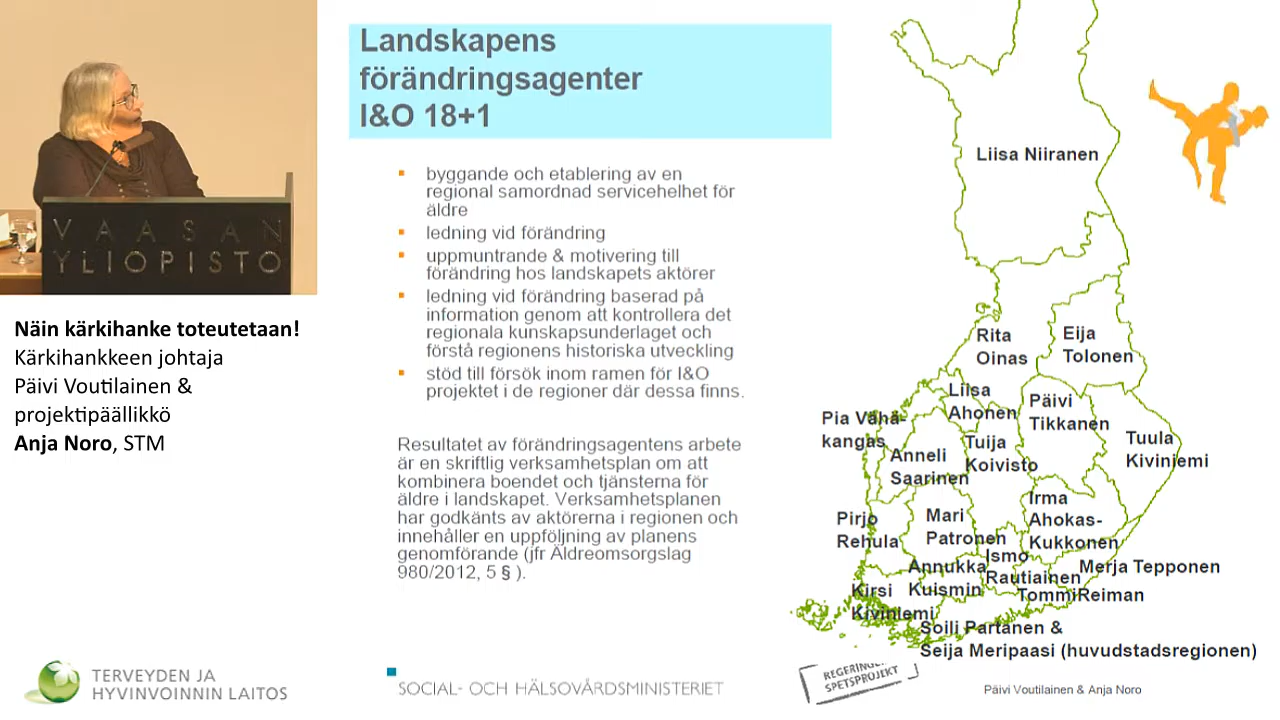 VAASAN
YLIOPISTO
Näin kärkihanke toteutetaan!
Kärkihankkeen johtaja
Päivi Voutilainen &
projektipäällikkö
Anja Noro, STM
TERVEYDEN JA
HYVINVOINNIN LAITOS
Landskapens
förändringsagenter
I&O 18+1
byggande och etablering av en
regional samordnad servicehelhet för
äldre
ledning vid förändring
uppmuntrande & motivering till
förändring hos landskapets aktörer
ledning vid förändring baserad på
information genom att kontrollera det
regionala kunskapsunderlaget och
förstå regionens historiska utveckling
stöd till försök inom ramen för I&O
projektet i de regioner där dessa finns.
Resultatet av förändringsagentens arbete
är en skriftlig verksamhetsplan om att
kombinera boendet och tjänsterna för
äldre i landskapet. Verksamhetsplanen
har godkänts av aktörerna i regionen och
innehåller en uppföljning av planens
genomförande (jfr Äldreomsorgslag
980/2012, 5 § ).
SOCIAL- OCH HÄLSOVÅRDSMINISTERIET
Liisa Niiranen
Rita
Oinas
Eija
Tolonen
Liisa
Ahonen
Päivi
Tikkanen
Pia Vähä-
kangas
Tuija
Koivisto
Anneli
Saarinen
Tuula
Kiviniemi
Irma
Ahokas-
Kukkonen
Pirjo
Rehula
Mari
Patronen
Ismo
Rautiainen
Annukka
Kuismin
Merja Tepponen
Kirsi
Kiviniemi
TommiReiman
Soili Partanen &
Seija Meripaasi (huvudstadsregionen)
SPETSPROJEKT
Päivi Voutilainen & Anja Noro